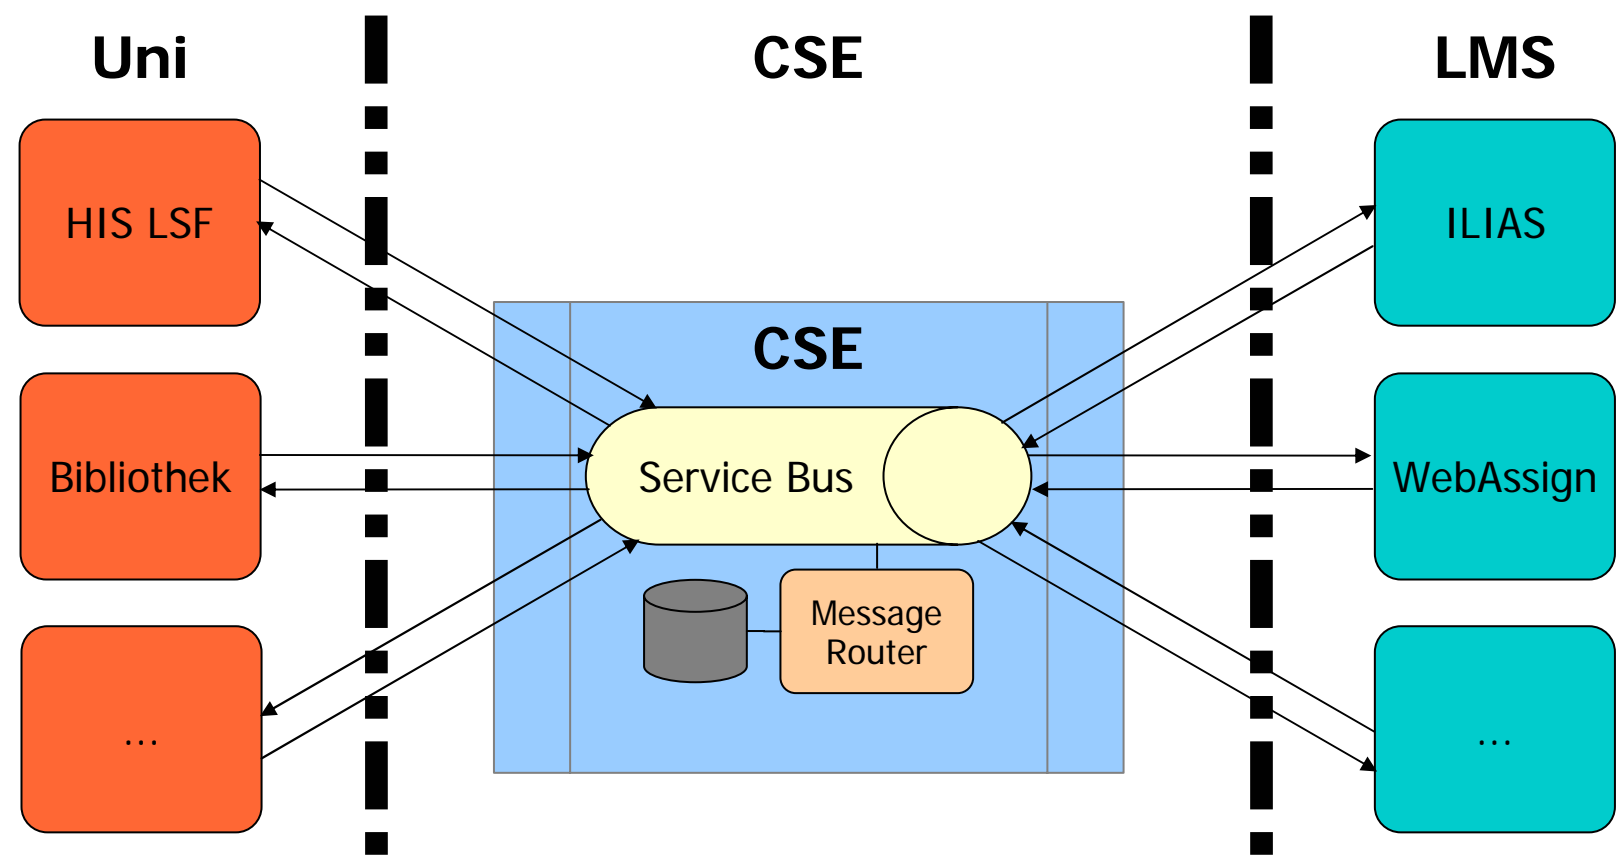 Uni
CSE
LMS
HIS LSF
ILIAS
CSE
Bibliothek
Service Bus
WebAssign
Message
Router
...
...